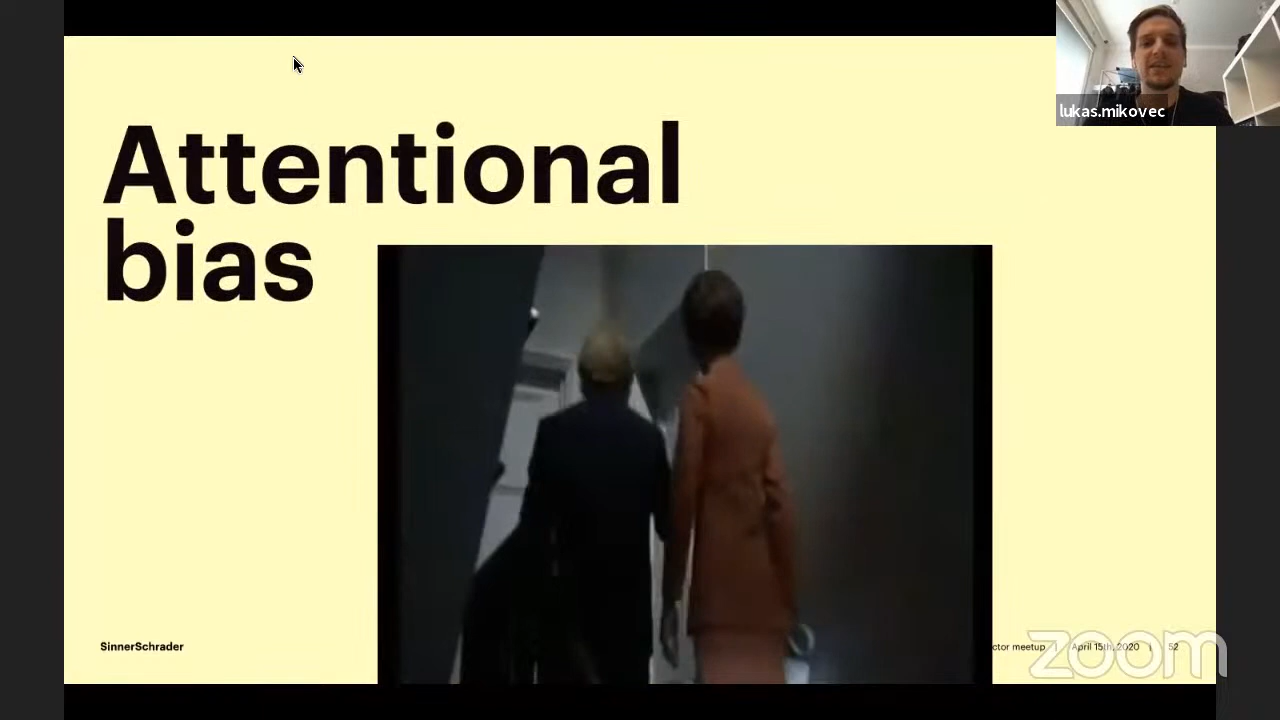 lukas.mikovec
Attentional
bias
SinnerSchrader
ctor meetup | April 15th, 2020 | 52
zoom